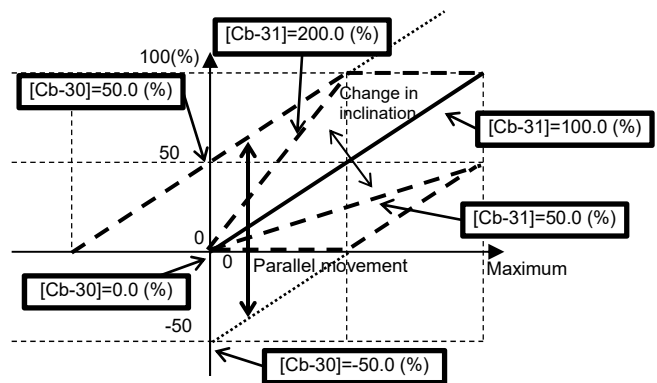 [Cb-31]=200.0 (%)
100(%)
[Cb-30]=50.0 (%)
Change in
inclination
[Cb-31]=100.0 (%)
50
[Cb-31]=50.0 (%)
0
0
Parallel movement
Maximum
[Cb-30]=0.0 (%)
-50
[Cb-30]=-50.0 (%)